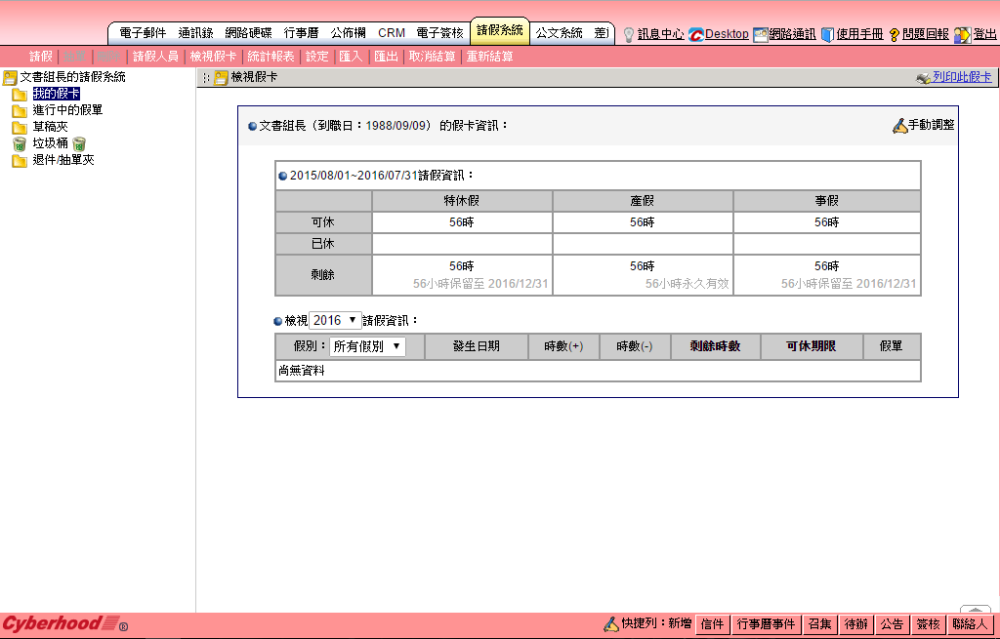 電子郵件 通訊錄 網路硬碟 行事曆 公佈欄 CRM 電子簽核 請假系統 公文系統 差 訊息中心 Desktop 網路通訊 使用手冊 問題回報 登出
請假 請假人員 檢視假卡 統計報表 設定 匯入 匯出 取消結算 重新結算
文書組長的請假系統
我的假卡
進行中的假單
草稿夾
垃圾桶
退件/抽單夾
檢視假卡 列印此假卡
文書組長（到職日：1988/09/09） 的假卡資訊：
手動調整
2015/08/01~2016/07/31請假資訊：
特休假 產假 事假
可休 56時 56時 56時
已休
剩餘 56時 56時 56時
56小時保留至 2016/12/31 56小時永久有效 56小時保留至 2016/12/31
檢視 2016 請假資訊：
假別： 所有假別 發生日期 時數(+) 時數(-) 剩餘時數 可休期限 假單
尚無資料
Cyberhood ®
快捷列：新增 信件 行事曆事件 召集 待辦 公告 簽核 聯絡人